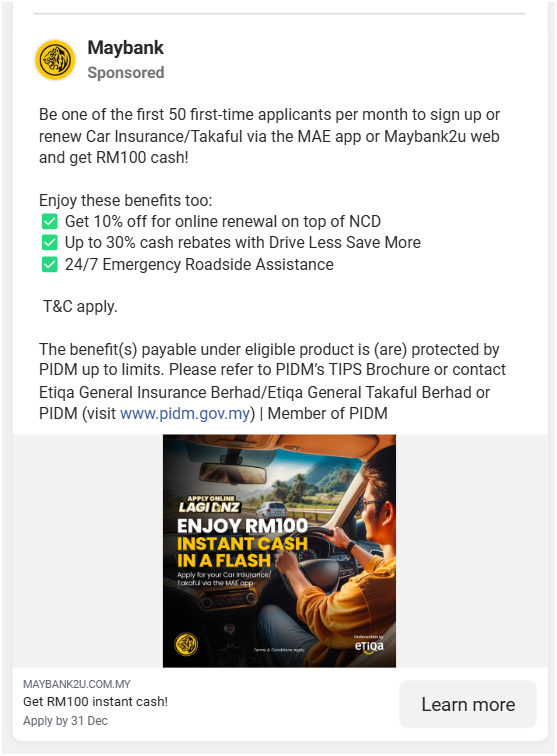 Maybank
Sponsored
Be one of the first 50 first-time applicants per month to sign up or
renew Car Insurance/Takaful via the MAE app or Maybank2u web
and get RM100 cash!
Enjoy these benefits too:
✅ Get 10% off for online renewal on top of NCD
✅ Up to 30% cash rebates with Drive Less Save More
✅ 24/7 Emergency Roadside Assistance
T&C apply.
The benefit(s) payable under eligible product is (are) protected by
PIDM up to limits. Please refer to PIDM's TIPS Brochure or contact
Etiqa General Insurance Berhad/Etiqa General Takaful Berhad or
PIDM (visit www.pidm.gov.my) | Member of PIDM
APPLY ONLINE
LAGI BNZ
ENJOY RM100
INSTANT CASH
IN A FLASH
Apply for your Car Insurance/
Takaful via the MAE app
Terms & Conditions apply.
Underwritten by
etiqa
MAYBANK2U.COM.MY
Get RM100 instant cash!
Apply by 31 Dec
Learn more